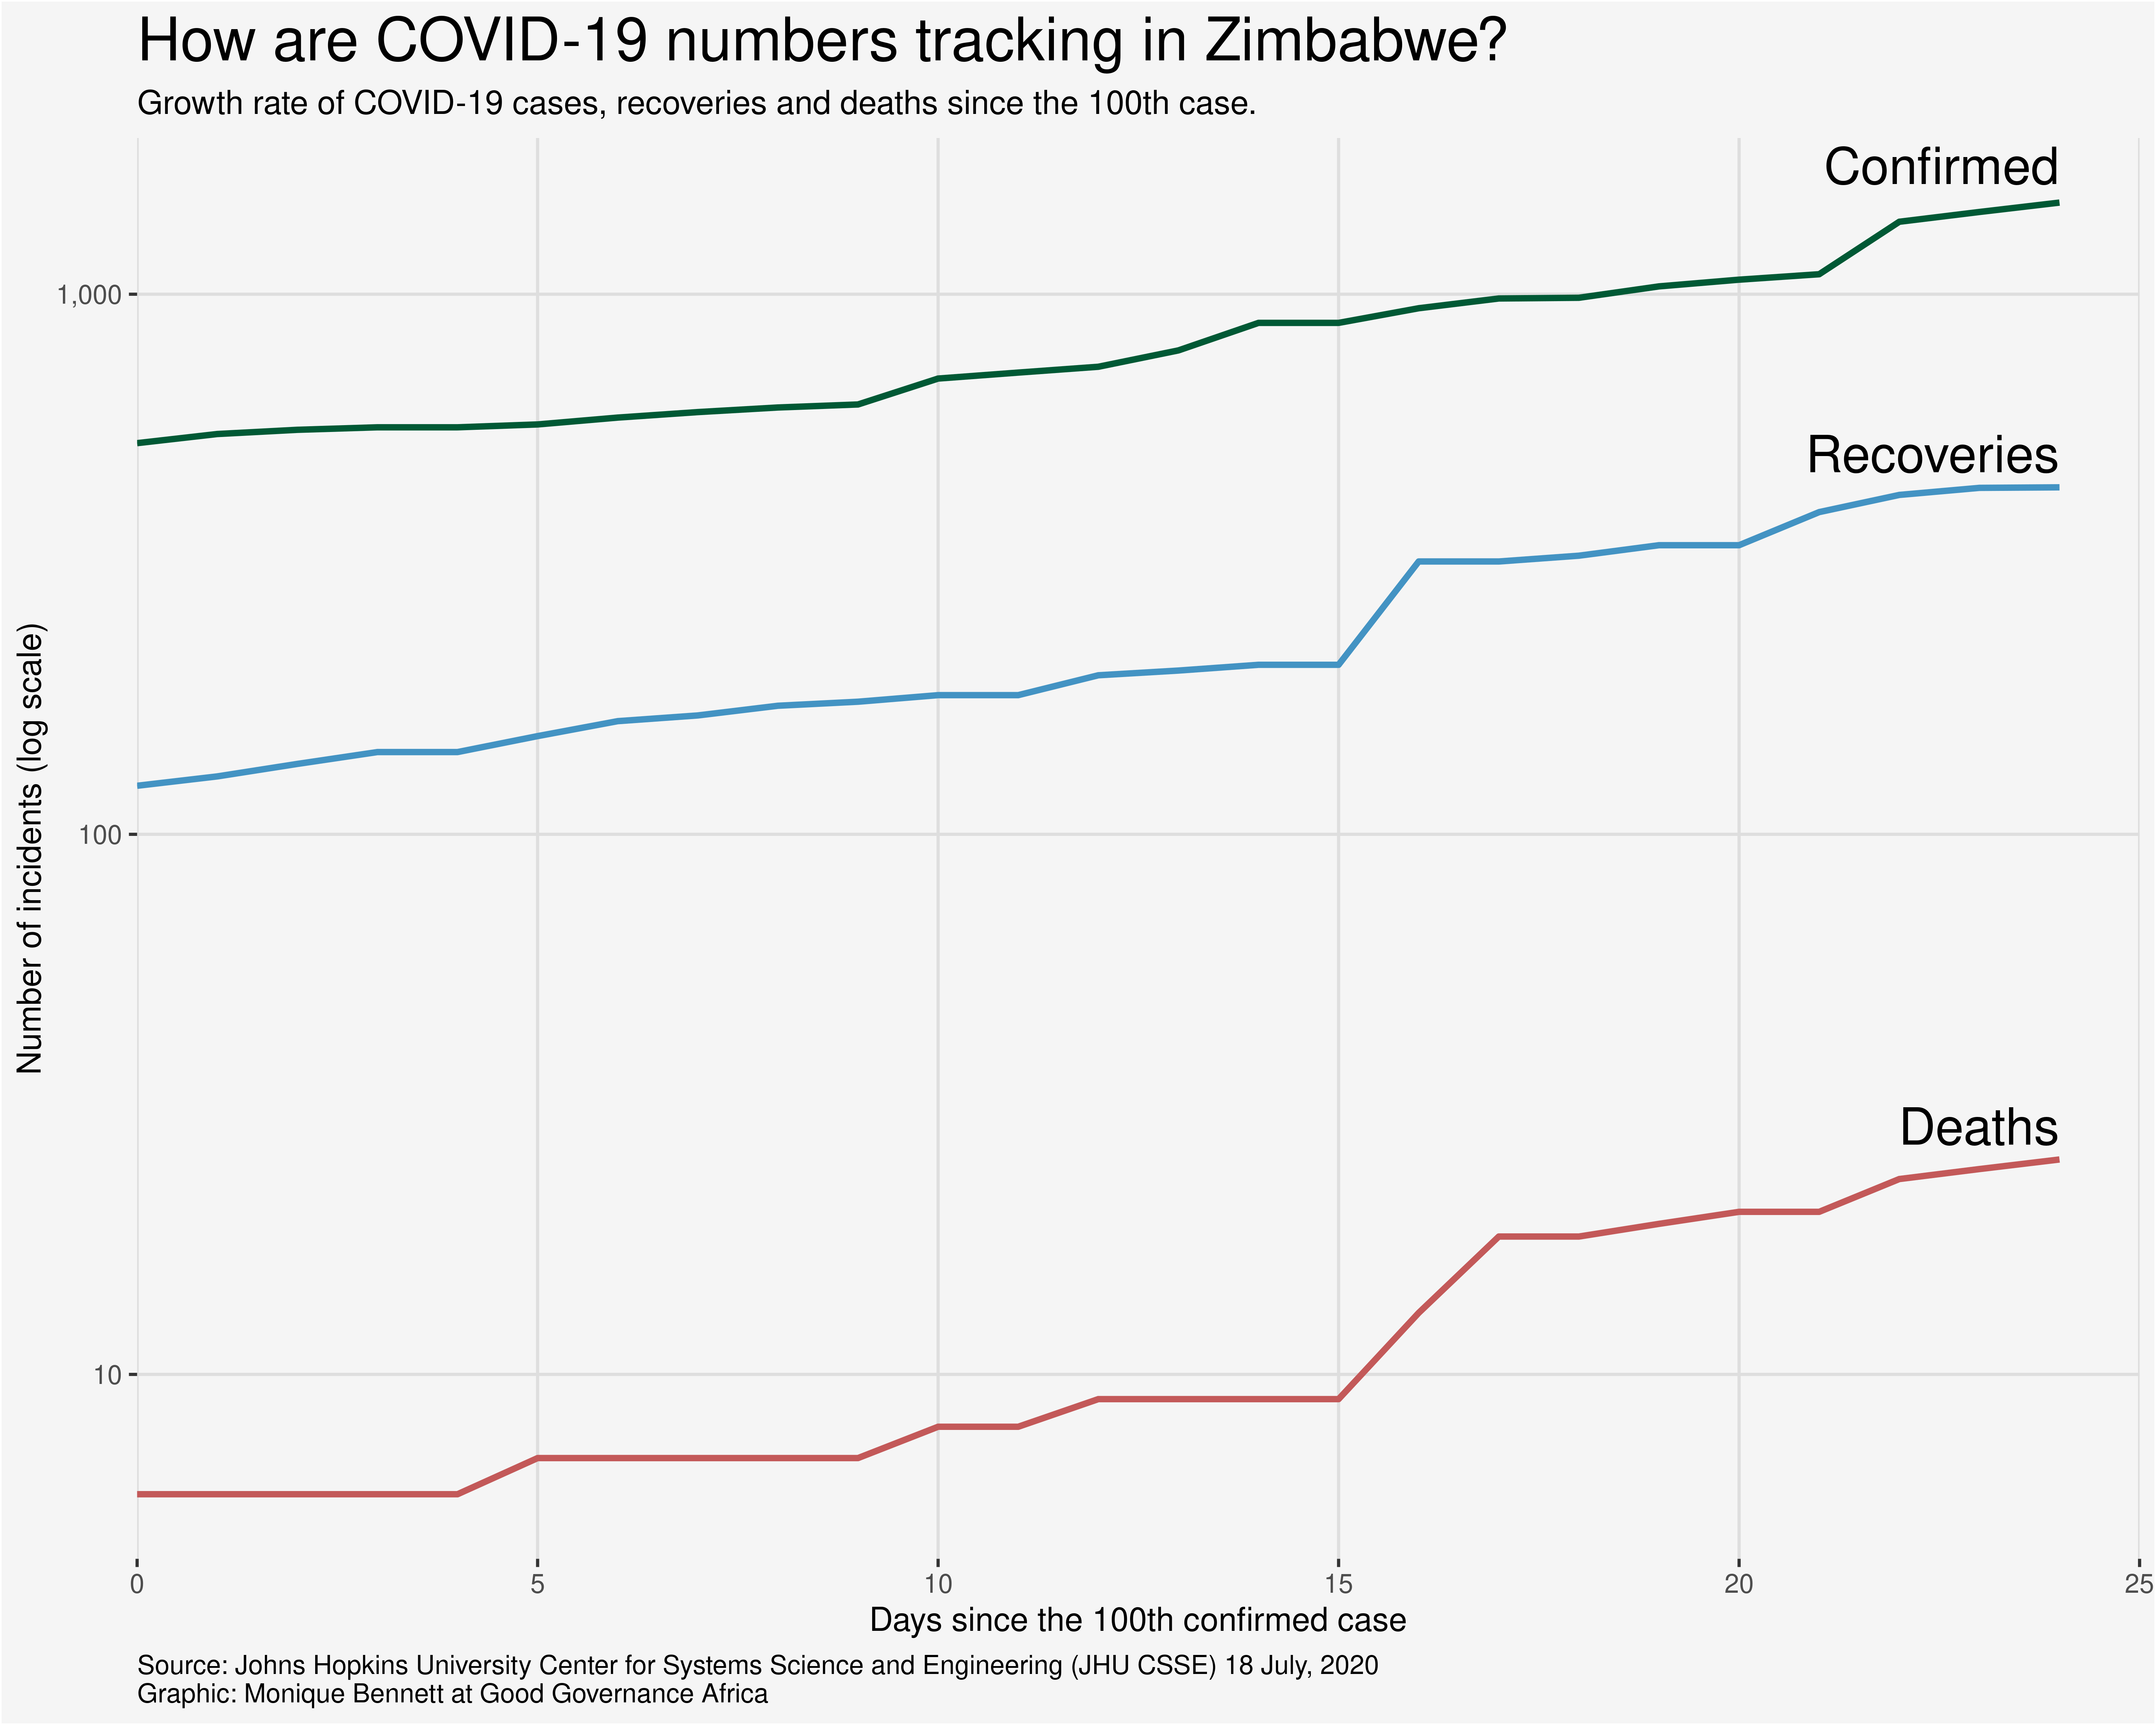 How are COVID-19 numbers tracking in Zimbabwe?
Growth rate of COVID-19 cases, recoveries and deaths since the 100th case.
Confirmed
1,000
Recoveries
Number of incidents (log scale)
100
Deaths
10
0 5 10 15 20 25
Days since the 100th confirmed case
Source: Johns Hopkins University Center for Systems Science and Engineering (JHU CSSE) 18 July, 2020
Graphic: Monique Bennett at Good Governance Africa